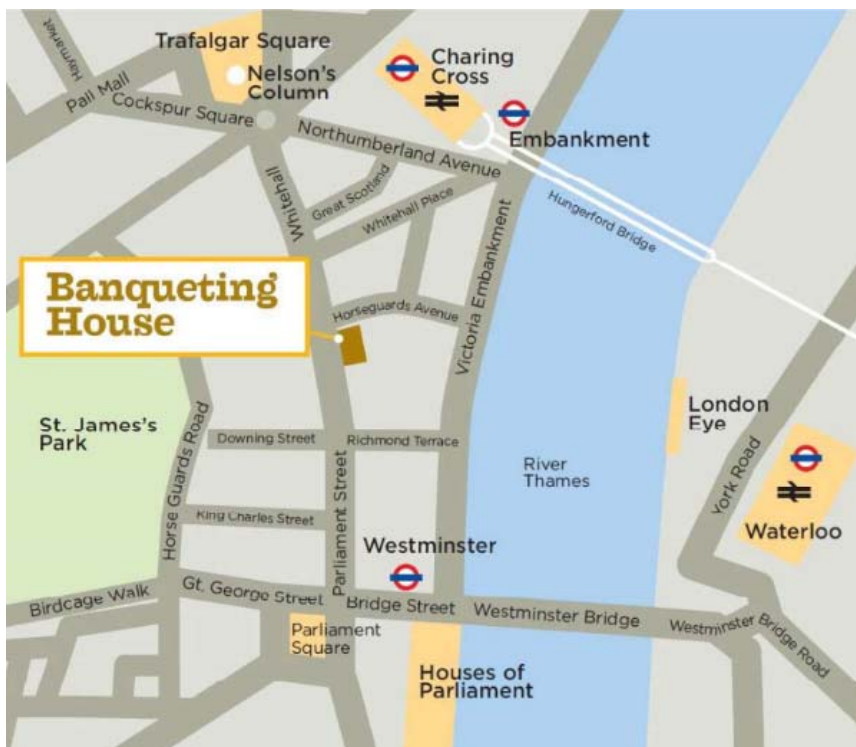 Trafalgar Square
Nelson's
Column
Charing
Cross
Haymarket
Pall Mall
Cockspur Square
Embankment
Northumberland Avenue
Whitehall
Great Scotland
Whitehall Place
Hungerford Bridge
Victoria Embankment
Banqueting
House
Horseguards Avenue
St. James's
Park
Horse Guards Road
Downing Street
Richmond Terrace
River
Thames
London
Eye
York Road
Waterloo
King Charles Street
Parliament Street
Westminster
Birdcage Walk
Gt. George Street
Bridge Street
Westminster Bridge
Westminster Bridge Road
Parliament
Square
Houses of
Parliament